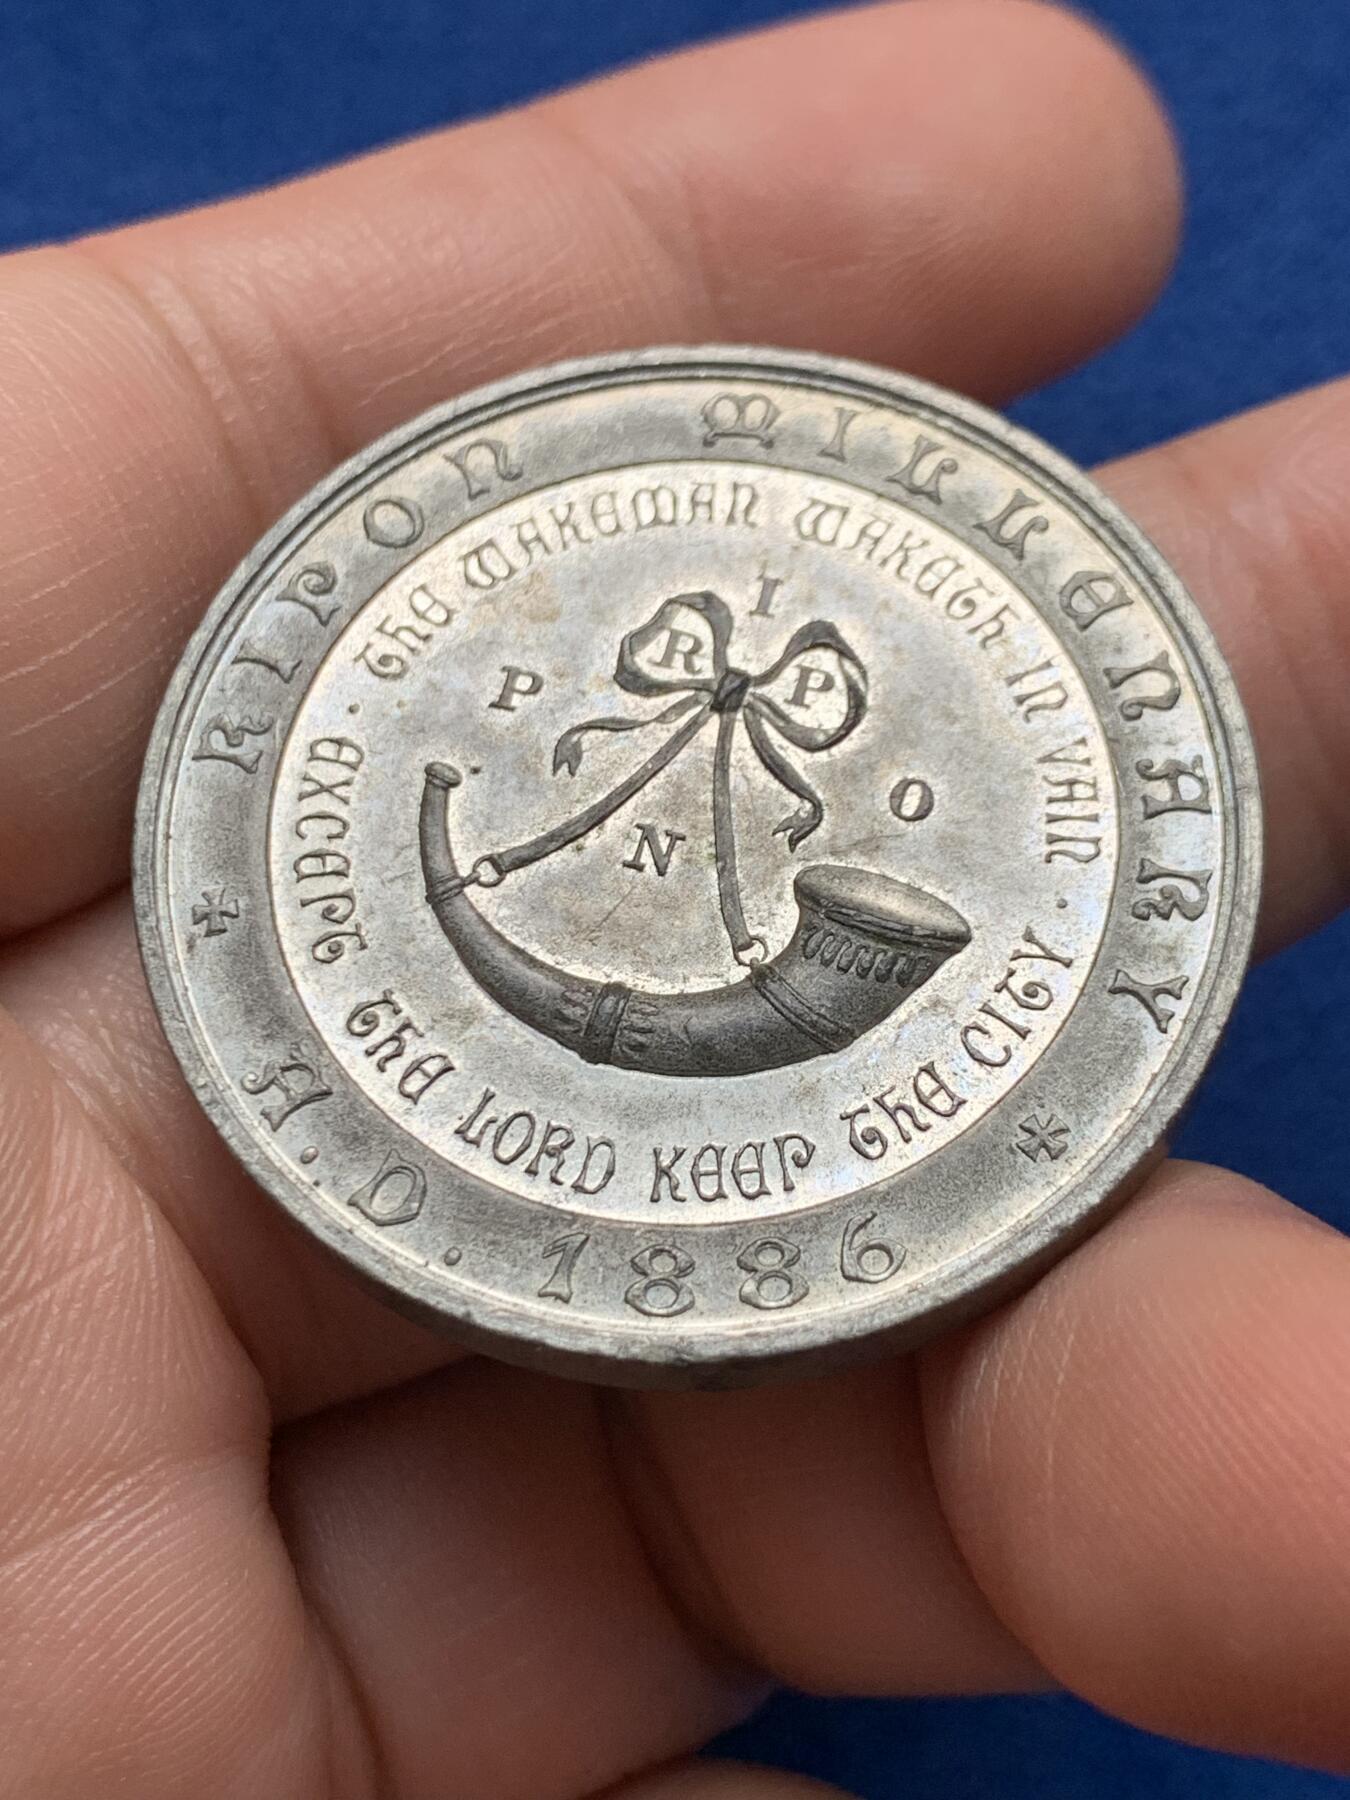 RIPON MILLENARY
A.D. 1886
EXCEPT THE LORD KEEP THE CITY
THE WAKEMAN WAKETH IN VAIN
I
P R P O
N